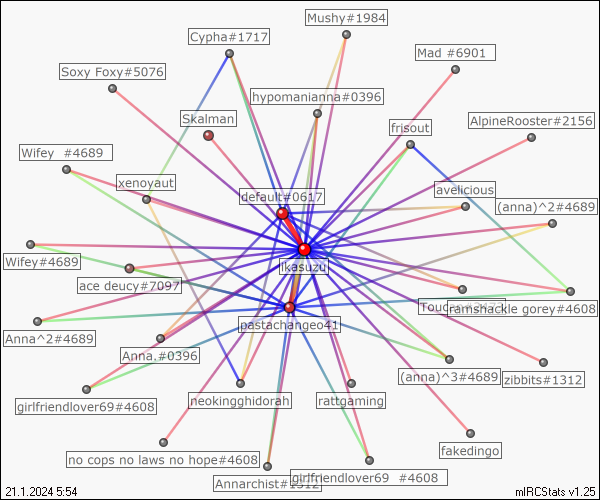 Mushy#1984
Cypha#1717
Mad #6901
Soxy Foxy#5076
hypomanianna#0396
Skalman
frisout
AlpineRooster#2156
Wifey #4689
xenoyaut
default#0617
avelicious
(anna)^2#4689
Wifey#4689
ikasuzu
ace deucy#7097
ramshackle gorey#4608
pastachangeo41
Anna^2#4689
Anna.#0396
(anna)^3#4689
zibbits#1312
girlfriendlover69#4608
neokingghidorah
rattgaming
fakedingo
no cops no laws no hope#4608
Annarchist#1312
girlfriendlover69 #4608
21.1.2024 5:54
mIRCStats v1.25